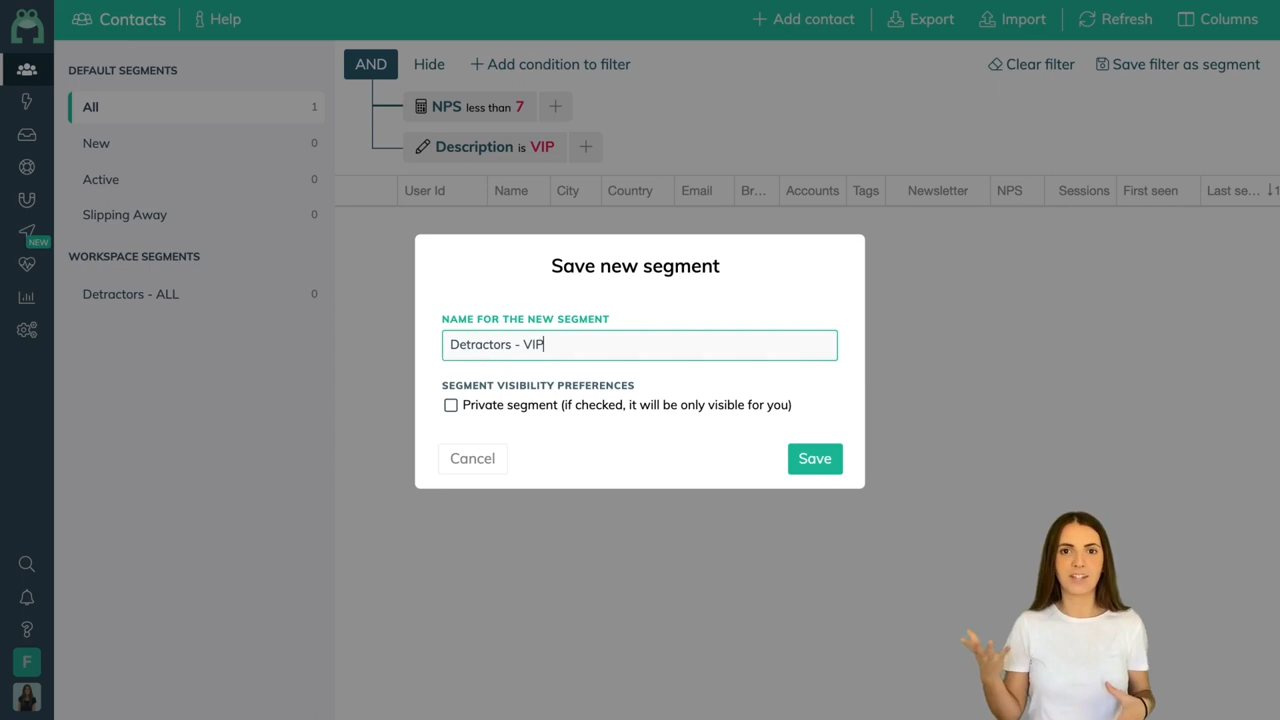 Contacts
Help
Add contact
Export
Import
Refresh
Columns
DEFAULT SEGMENTS
All 1
New 0
Active 0
Slipping Away 0
WORKSPACE SEGMENTS
Detractors - ALL 0
NEW
F
AND
Hide
Add condition to filter
Clear filter
Save filter as segment
NPS less than 7
Description is VIP
User Id Name City Country Email Br... Accounts Tags Newsletter NPS Sessions First seen Last se... 1
Save new segment
NAME FOR THE NEW SEGMENT
Detractors - VIP
SEGMENT VISIBILITY PREFERENCES
Private segment (if checked, it will be only visible for you)
Cancel
Save